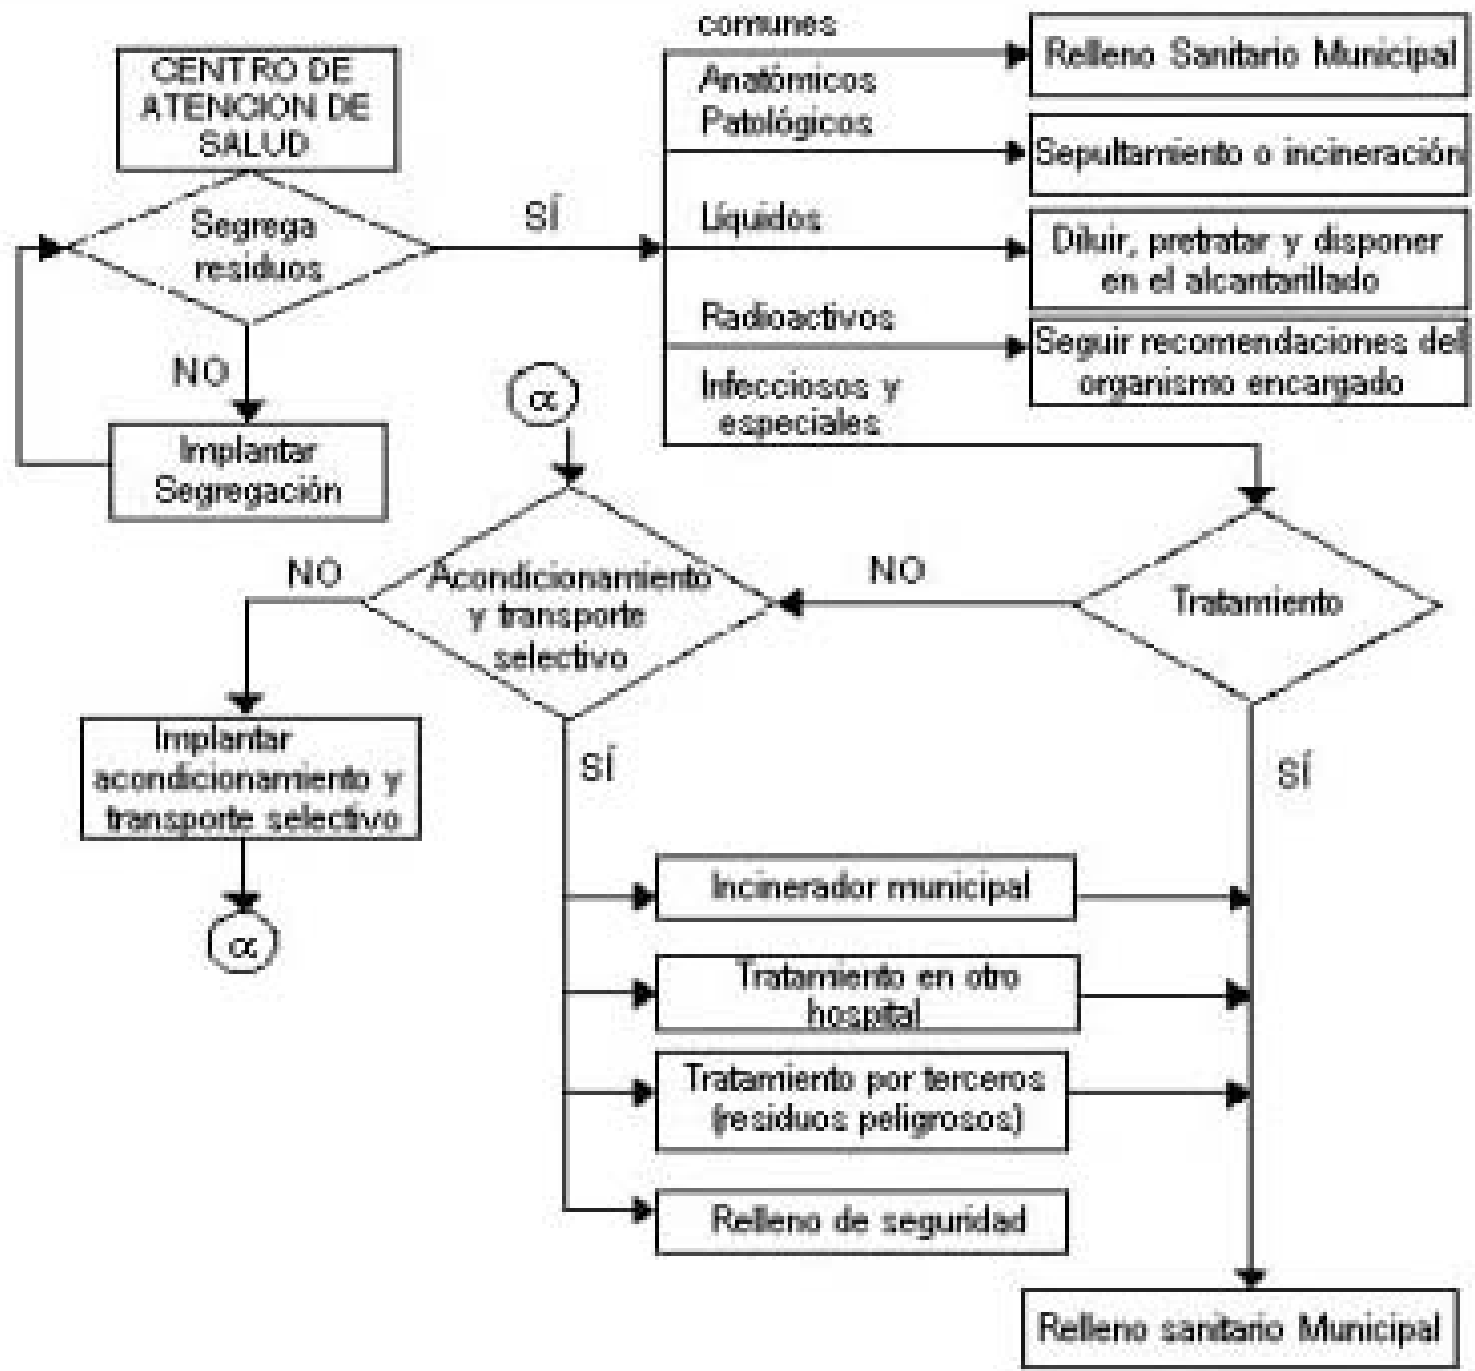 CENTRO DE
ATENCION DE
SALUD
Segrega
residuos
SÍ
NO
Implantar
Segregación
comunes
Relleno Sanitario Municipal
Anatómicos
Patológicos
Sepultamiento o incineración
Líquidos
Diluir, pretratar y disponer
en el alcantarillado
Radioactivos
Seguir recomendaciones del
organismo encargado
Infecciosos y
especiales
α
Acondicionamiento
y transporte
selectivo
NO
Tratamiento
NO
Implantar
acondicionamiento y
transporte selectivo
α
SÍ
SÍ
Incinerador municipal
Tratamiento en otro
hospital
Tratamiento por terceros
(residuos peligrosos)
Relleno de seguridad
Relleno sanitario Municipal